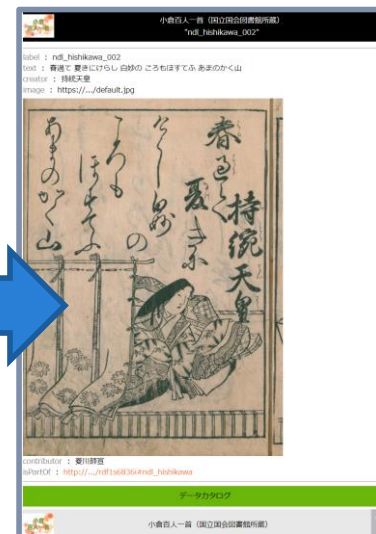 小倉百人一首（国立国会図書館所蔵）
"ndl_hishikawa_002"
label : ndl_hishikawa_002
text : 春過て 夏きにけらし 白妙の ころもほすてふ あまのかく山
creator : 持統天皇
image : https://.../default.jpg
持統天皇
春過て
夏きに
けらし
白妙
の
ころも
ほすてふ
あまの
かく山
contributor : 菱川師宣
isPartOf : http://.../rdf1s6836i#ndl_hishikawa
データカタログ
小倉百人一首（国立国会図書館所蔵）